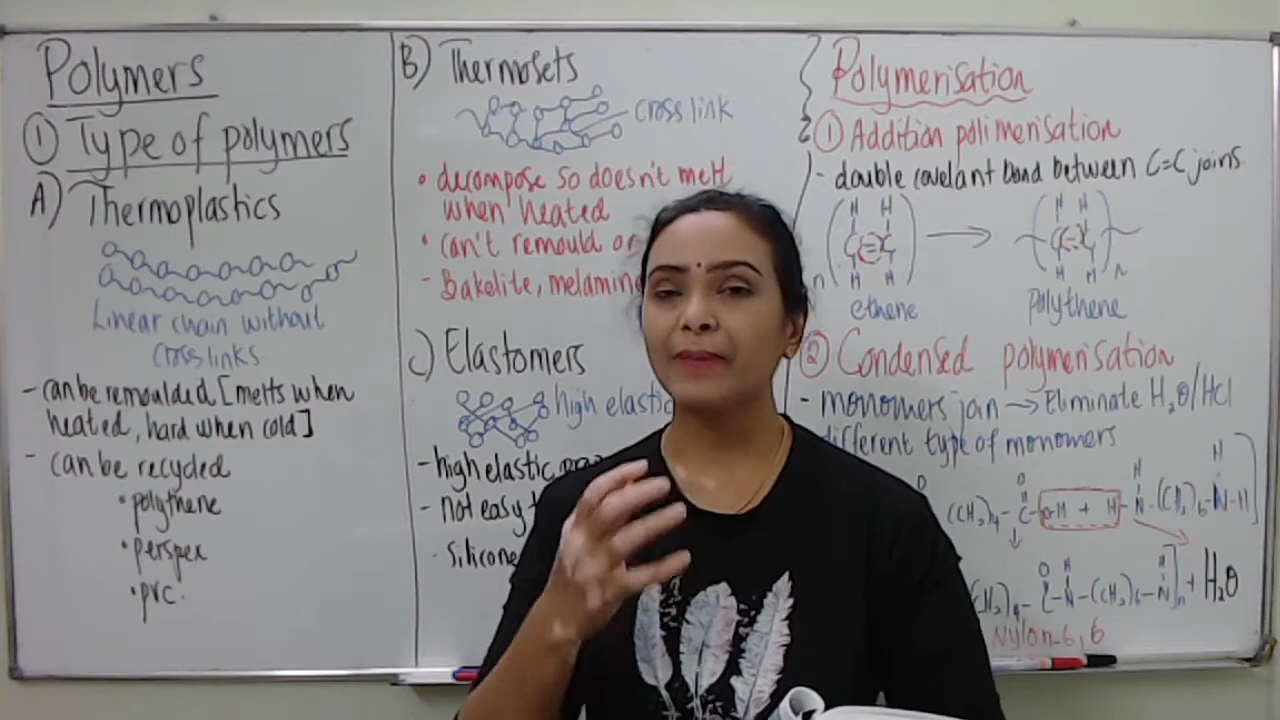 Polymers
① Type of polymers
A) Thermoplastics
Linear chain without
cross links
- can be remoulded [melts when
heated, hard when cold]
- can be recycled
• polythene
• perspex
• pvc.
B) Thermosets
cross link
• decompose so doesn't melt
when heated
• can't remould or
- Bakelite, melamine
c) Elastomers
high elastic
- high elastic
- not easy
• silicone
Polymerisation
① Addition polimerisation
- double covelant bond between C=C joins
H H
H H
C=C
C=C
H H
H H
n
n
ethene
polythene
② Condensed polymerisation
- monomers join → Eliminate H₂O/HCl
different type of monomers
O O H H
(CH₂)₄ - C O-H + H - N - (CH₂)₆ - N - H
O H H
(CH₂)₄ - C - N - (CH₂)₆ - N ]n + H₂O
Nylon-6,6